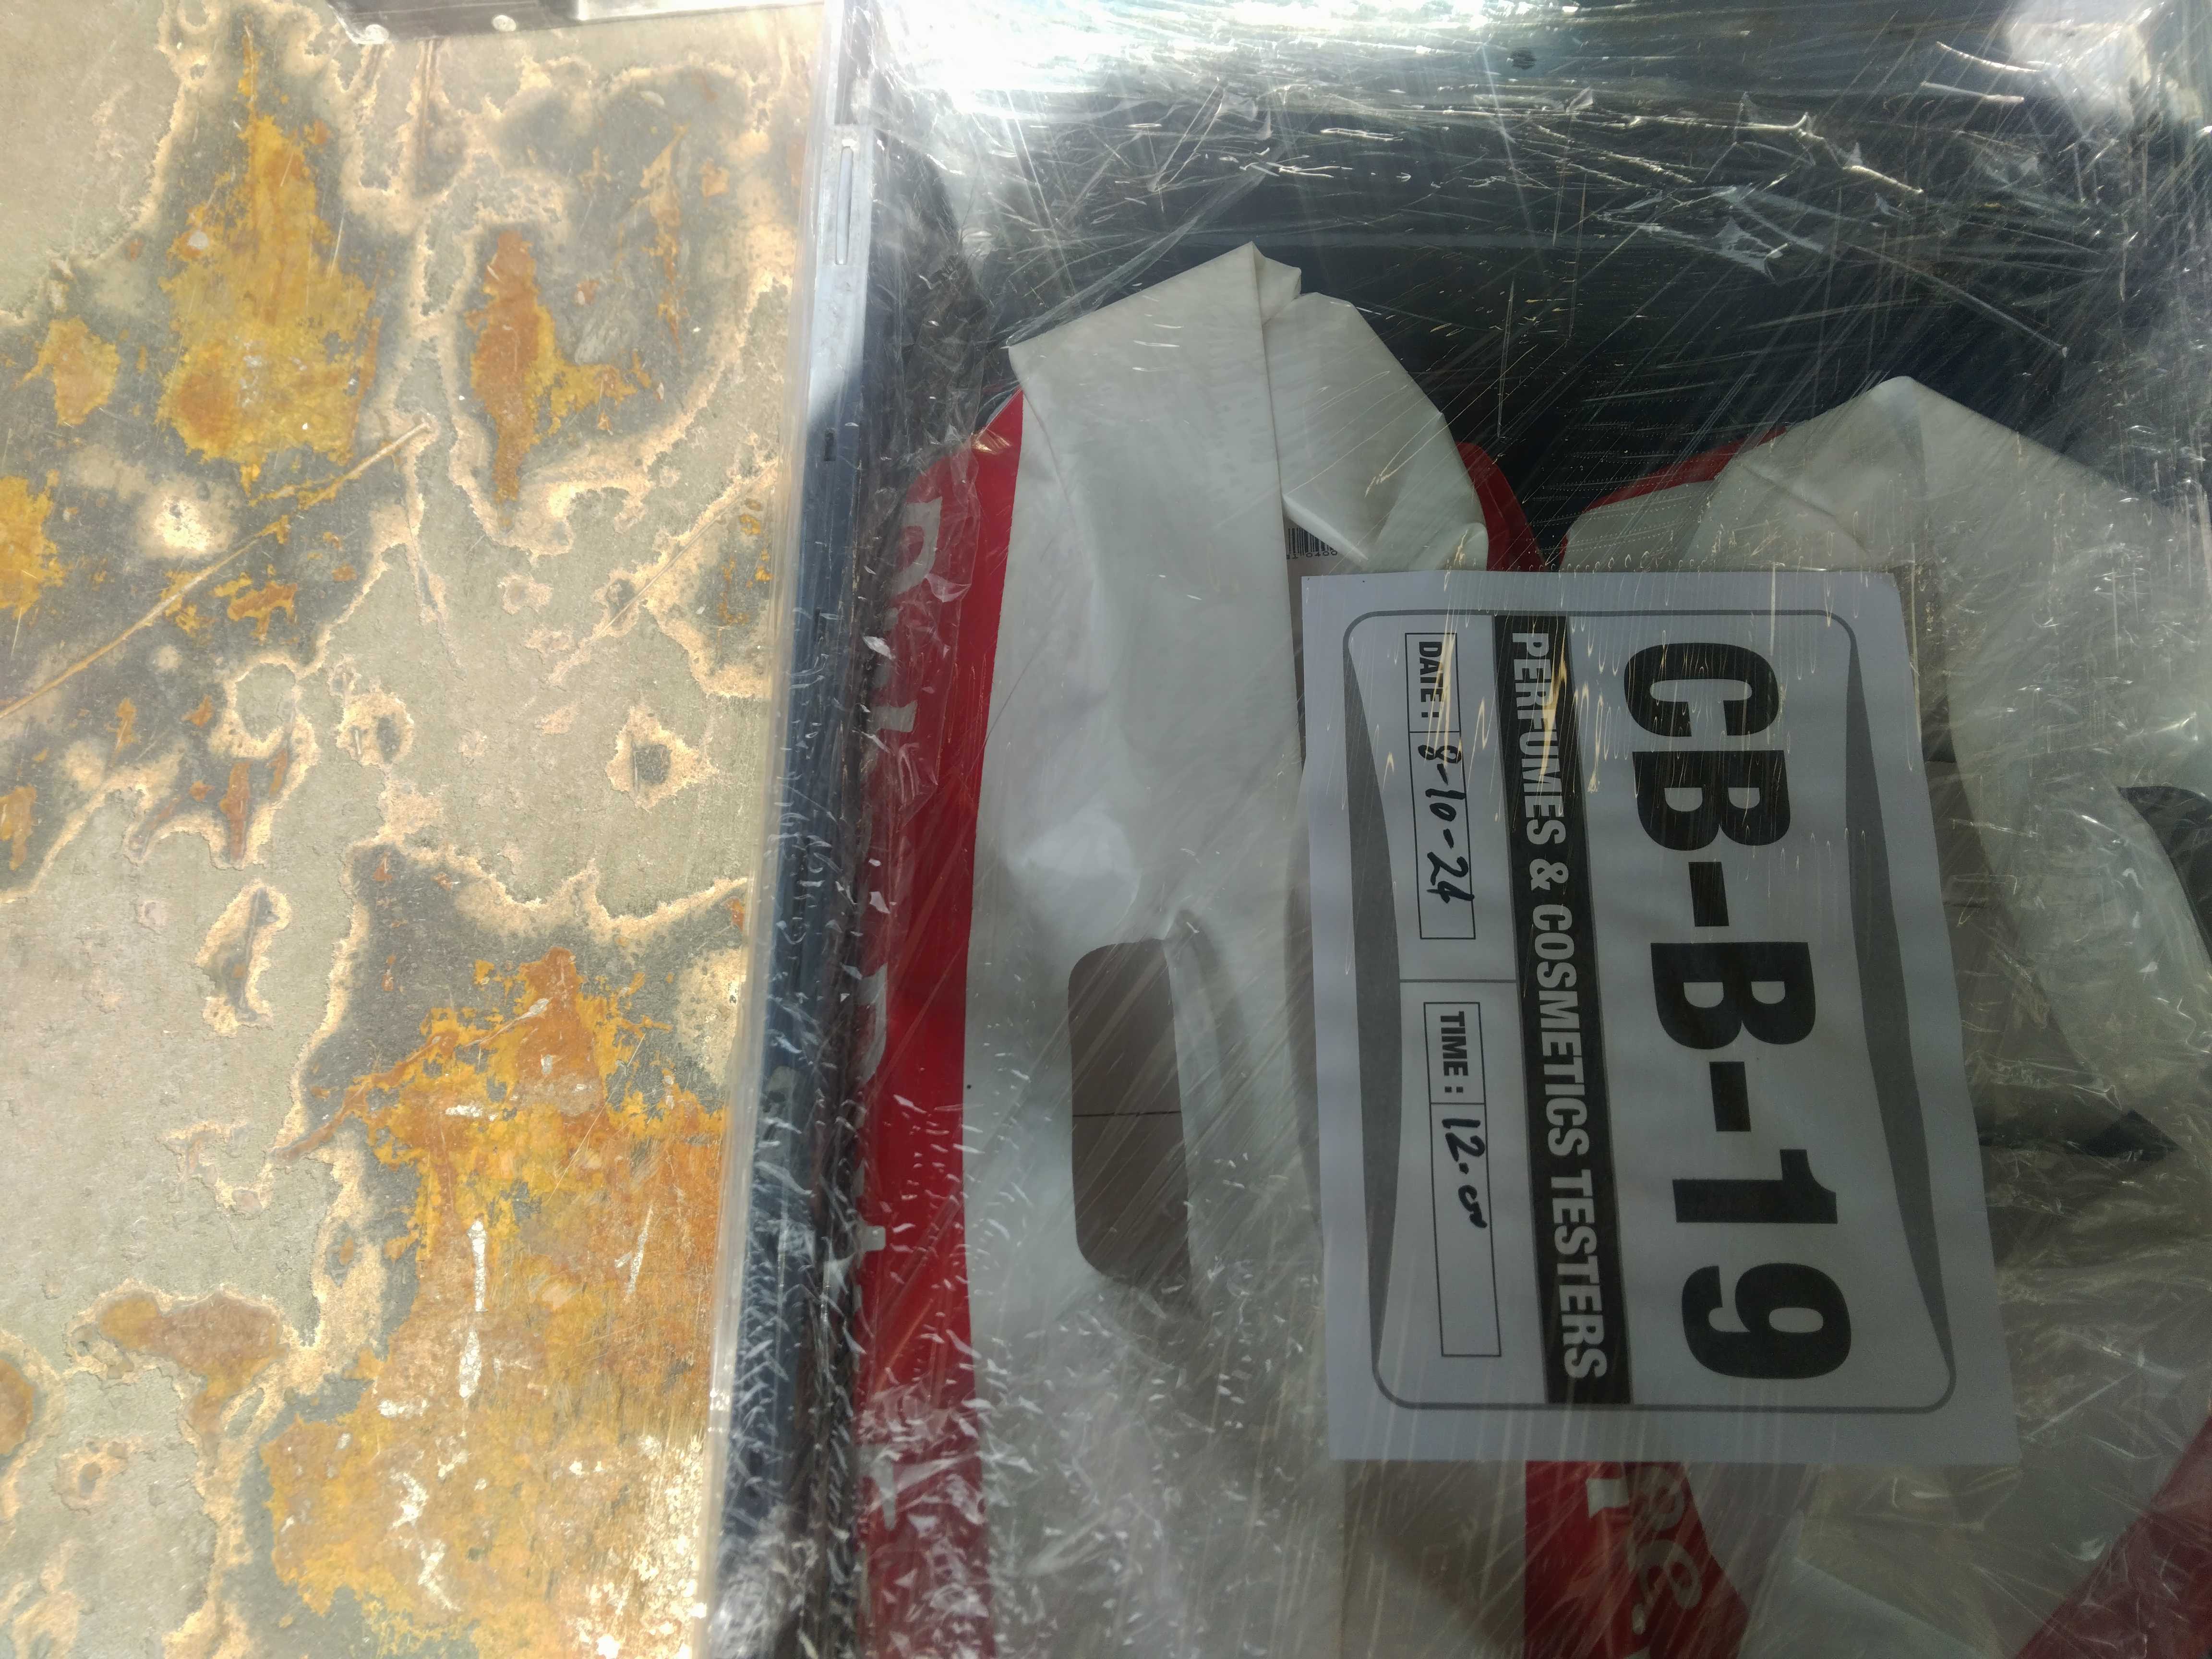 CB-B-19
PERFUMES & COSMETICS TESTERS
DATE: 8-10-24 TIME: 12.00